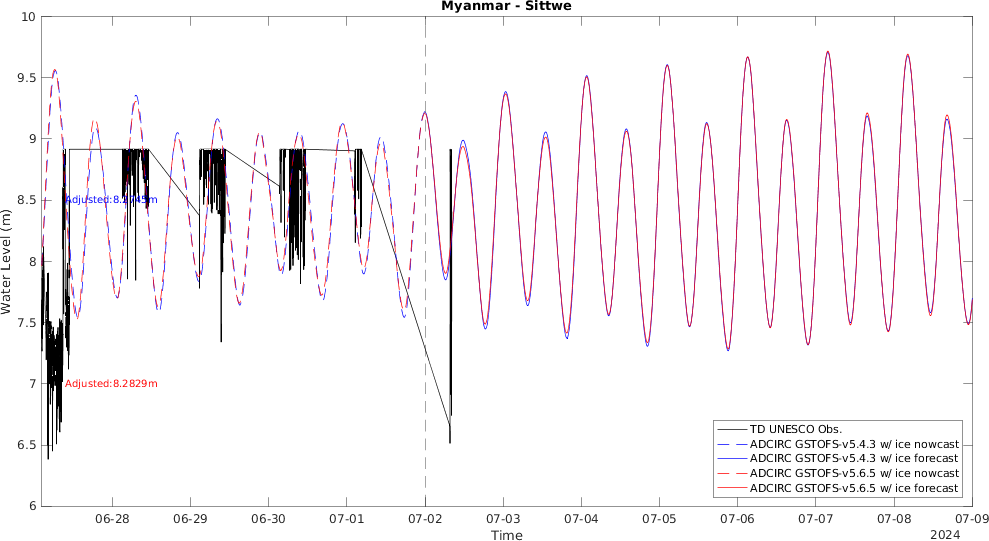 Myanmar - Sittwe
10
9.5
9
8.5
8
7.5
7
6.5
6
Water Level (m)
Adjusted:8.2745m
Adjusted:8.2829m
TD UNESCO Obs.
ADCIRC GSTOFS-v5.4.3 w/ ice nowcast
ADCIRC GSTOFS-v5.4.3 w/ ice forecast
ADCIRC GSTOFS-v5.6.5 w/ ice nowcast
ADCIRC GSTOFS-v5.6.5 w/ ice forecast
06-28 06-29 06-30 07-01 07-02 07-03 07-04 07-05 07-06 07-07 07-08 07-09
Time
2024